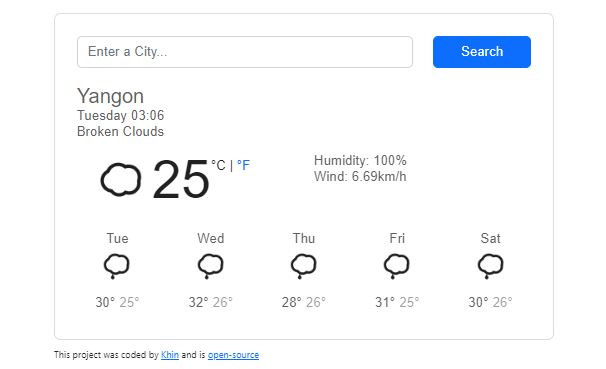 Enter a City...
Search
Yangon
Tuesday 03:06
Broken Clouds
25 °C | °F
Humidity: 100%
Wind: 6.69km/h
Tue Wed Thu Fri Sat
30° 25° 32° 26° 28° 26° 31° 25° 30° 26°
This project was coded by Khin and is open-source